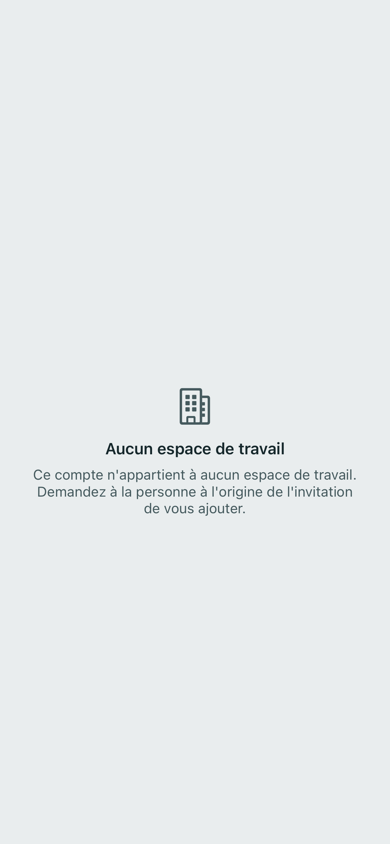 Aucun espace de travail
Ce compte n'appartient à aucun espace de travail.
Demandez à la personne à l'origine de l'invitation
de vous ajouter.